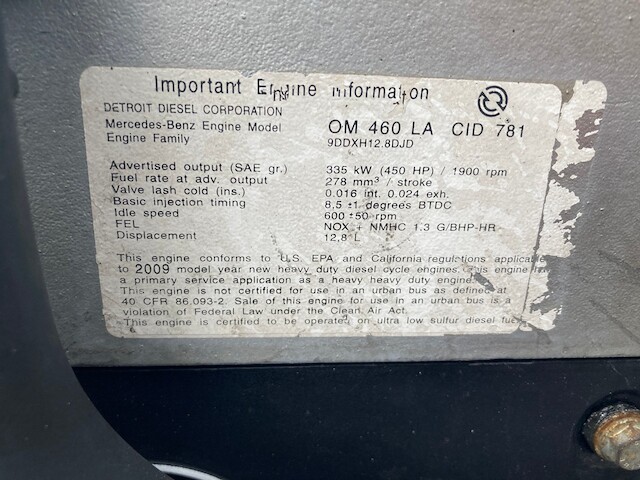 Important Engine Information
DETROIT DIESEL CORPORATION
Mercedes-Benz Engine Model OM 460 LA CID 781
Engine Family 9DDXH12.8DJD
Advertised output (SAE gr.) 335 kW (450 HP) / 1900 rpm
Fuel rate at adv. output 278 mm³ / stroke
Valve lash cold (ins.) 0.016 int. 0.024 exh.
Basic injection timing 8,5 ±1 degrees BTDC
Idle speed 600 ±50 rpm
FEL NOX + NMHC 1.3 G/BHP-HR
Displacement 12,8 L
This engine conforms to U.S. EPA and California regulations applicable
to 2009 model year new heavy duty diesel cycle engines. is engine
a primary service application as a heavy heavy duty engine.
This engine is not certified for use in an urban bus as defined at
40 CFR 86.093-2. Sale of this engine for use in an urban bus is a
violation of Federal Law under the Clean Air Act.
This engine is certified to be operated on ultra low sulfur diesel